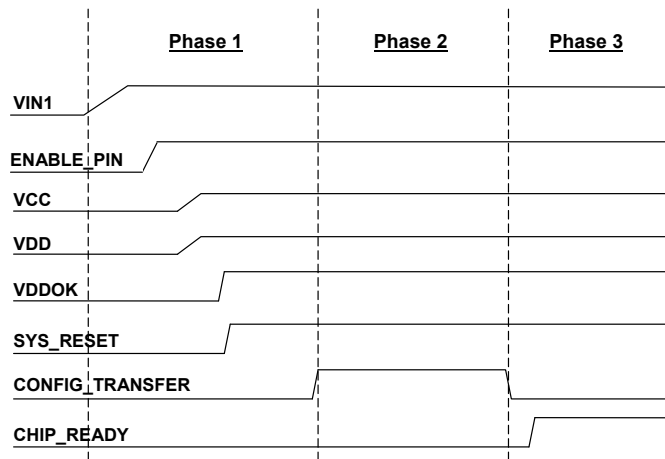 Phase 1 Phase 2 Phase 3
VIN1
ENABLE_PIN
VCC
VDD
VDDOK
SYS_RESET
CONFIG_TRANSFER
CHIP_READY